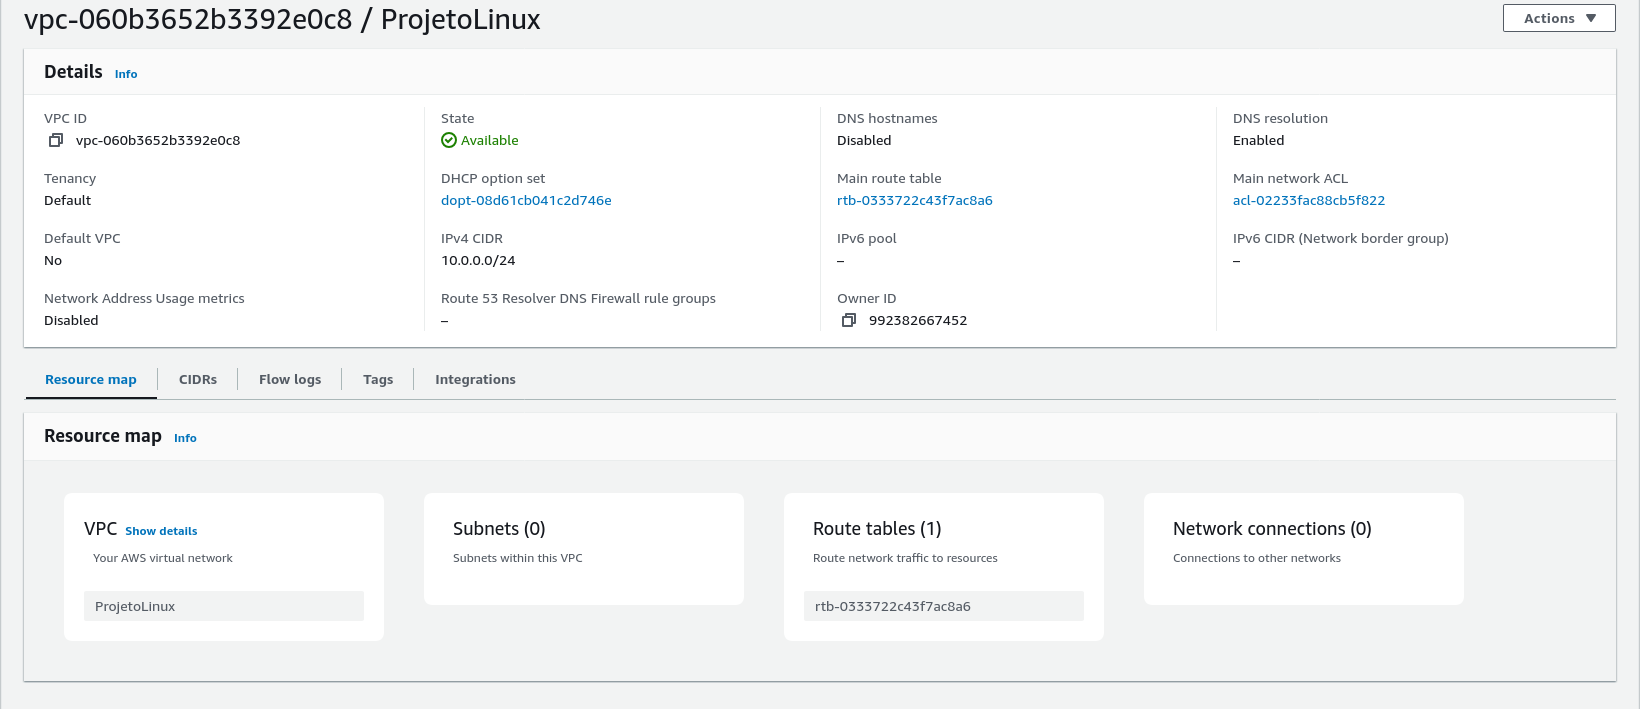 vpc-060b3652b3392e0c8 / ProjetoLinux
Actions
Details Info
VPC ID
vpc-060b3652b3392e0c8
State
Available
DNS hostnames
Disabled
DNS resolution
Enabled
Tenancy
Default
DHCP option set
dopt-08d61cb041c2d746e
Main route table
rtb-0333722c43f7ac8a6
Main network ACL
acl-02233fac88cb5f822
Default VPC
No
IPv4 CIDR
10.0.0.0/24
IPv6 pool
–
IPv6 CIDR (Network border group)
–
Network Address Usage metrics
Disabled
Route 53 Resolver DNS Firewall rule groups
–
Owner ID
992382667452
Resource map
CIDRs
Flow logs
Tags
Integrations
Resource map Info
VPC Show details
Your AWS virtual network
ProjetoLinux
Subnets (0)
Subnets within this VPC
Route tables (1)
Route network traffic to resources
rtb-0333722c43f7ac8a6
Network connections (0)
Connections to other networks